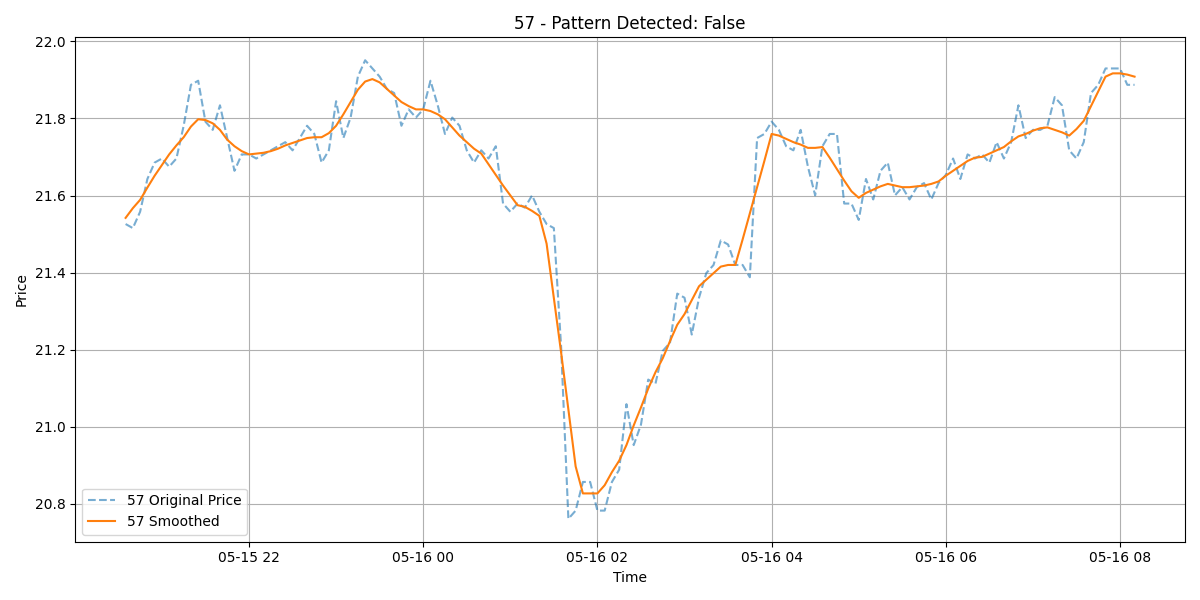 57 - Pattern Detected: False
22.0
21.8
21.6
21.4
21.2
21.0
20.8
Price
57 Original Price
57 Smoothed
05-15 22
05-16 00
05-16 02
05-16 04
05-16 06
05-16 08
Time